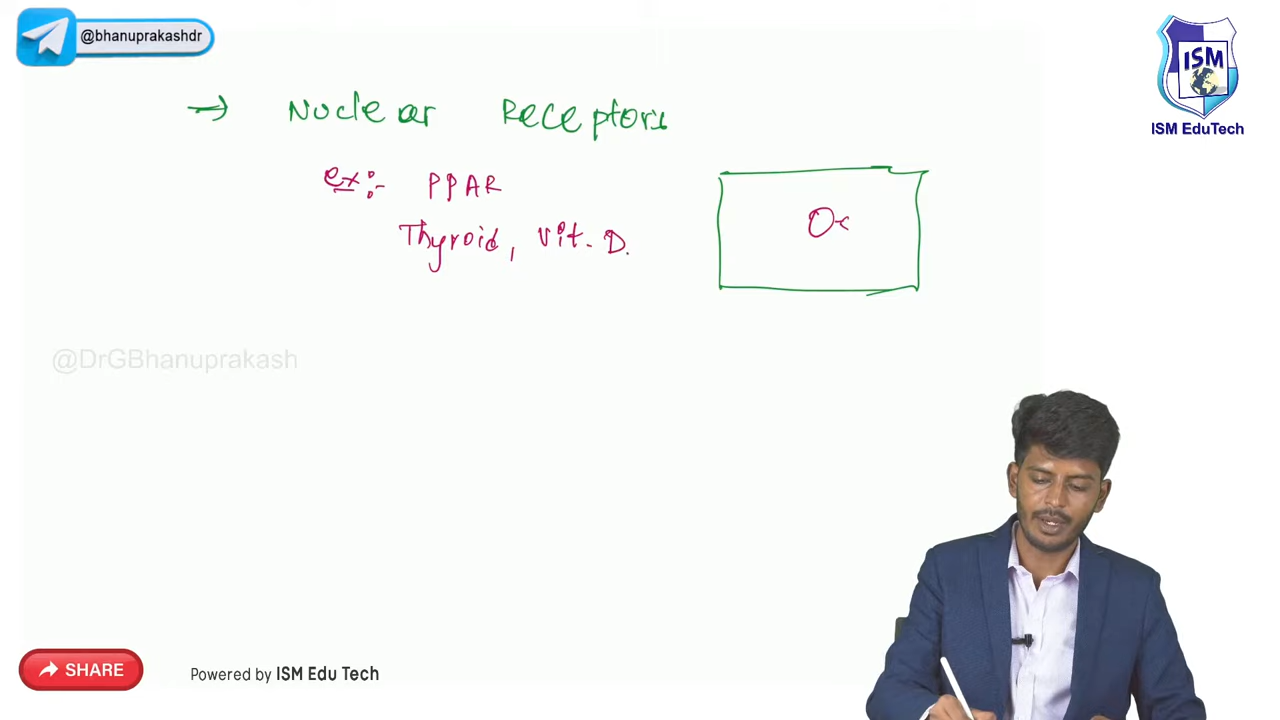 @bhanuprakashdr
ISM
ISM EduTech
→ Nuclear Receptors
ex:- PPAR
Thyroid, Vit. D.
@DrGBhanuprakash
SHARE
Powered by ISM Edu Tech